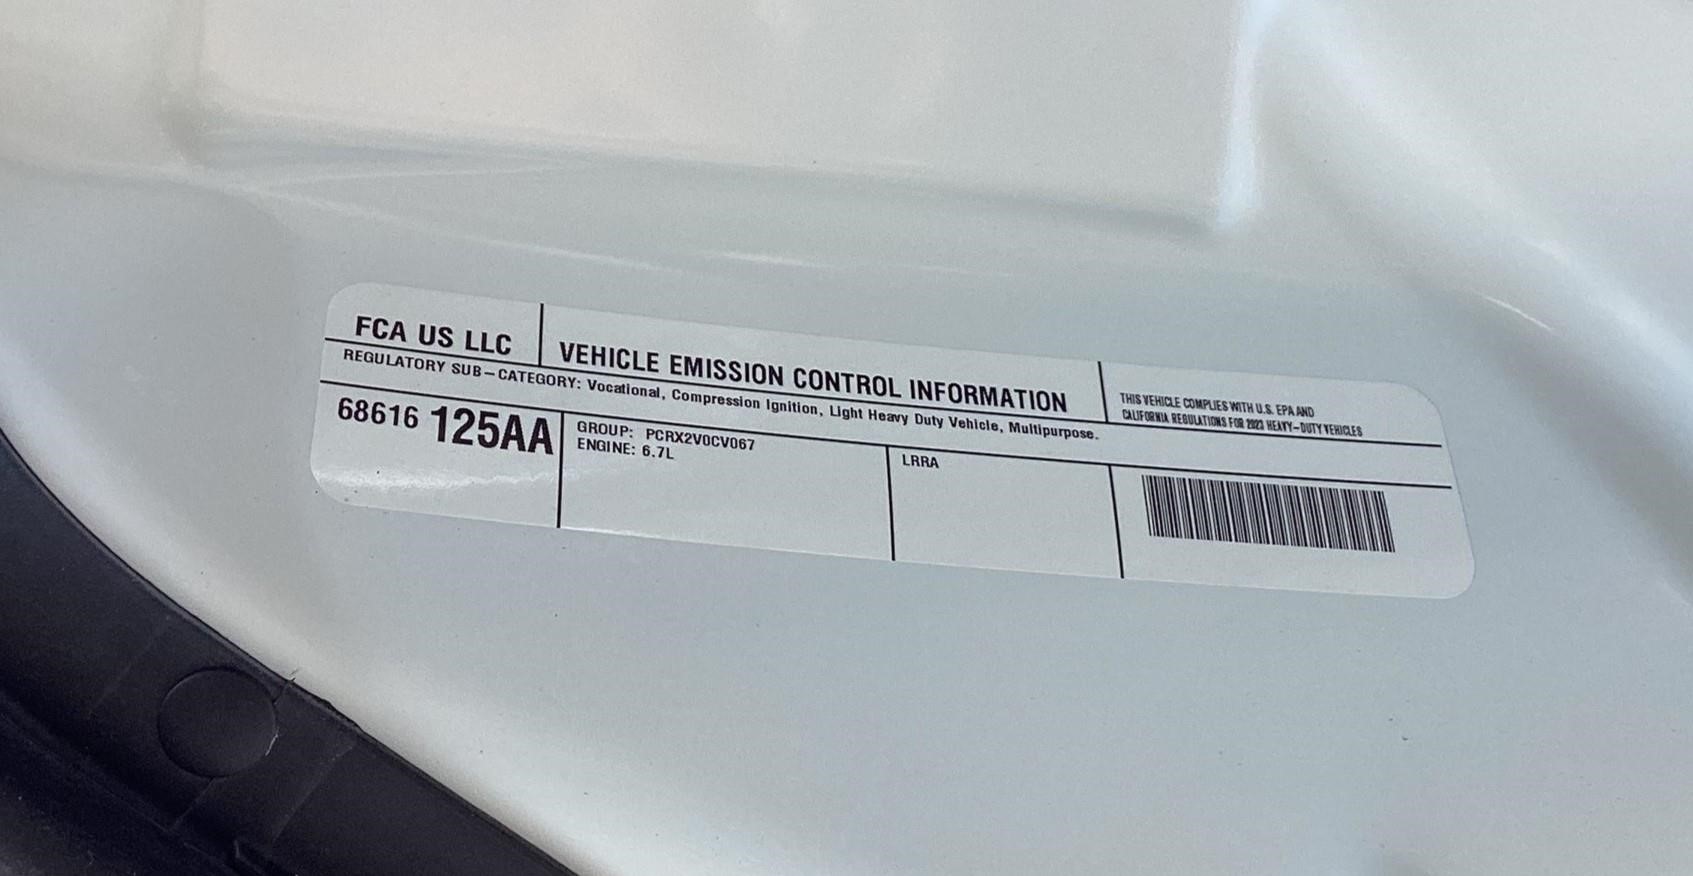 FCA US LLC
VEHICLE EMISSION CONTROL INFORMATION
THIS VEHICLE COMPLIES WITH U.S. EPA AND
CALIFORNIA REGULATIONS FOR 2023 HEAVY-DUTY VEHICLES
REGULATORY SUB-CATEGORY: Vocational, Compression Ignition, Light Heavy Duty Vehicle, Multipurpose.
68616 125AA
GROUP: PCRX2V0CV067
ENGINE: 6.7L
LRRA